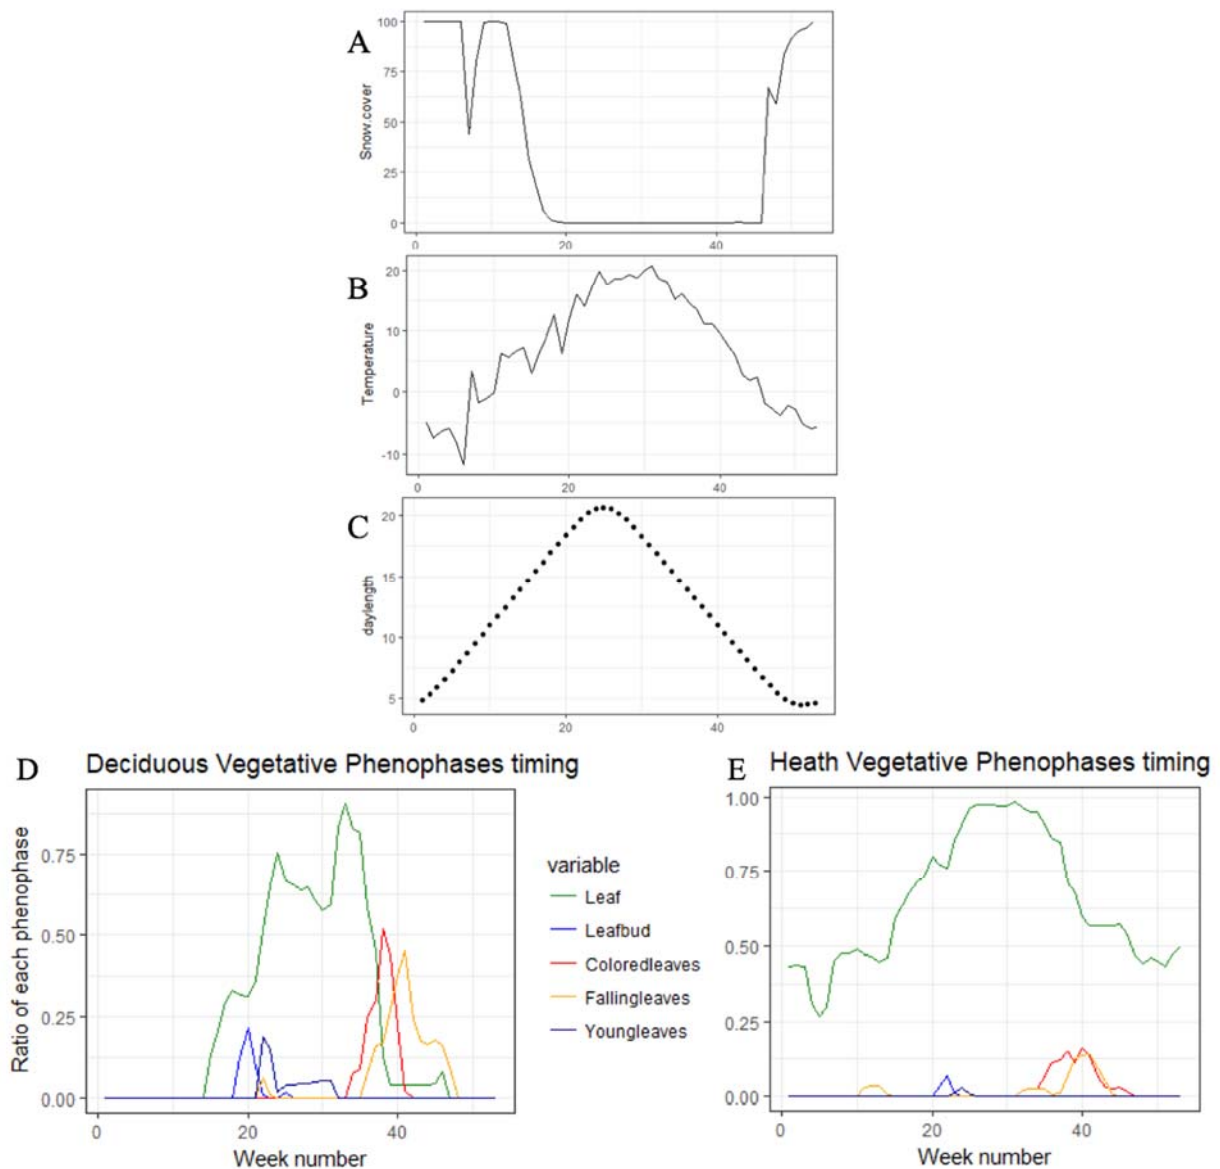 A
Snow.cover
100
75
50
25
0
0 20 40
B
Temperature
20
10
0
-10
0 20 40
C
daylength
20
15
10
5
0 20 40
D Deciduous Vegetative Phenophases timing
Ratio of each phenophase
0.75
0.50
0.25
0.00
0 20 40
Week number
variable
Leaf
Leafbud
Coloredleaves
Fallingleaves
Youngleaves
E Heath Vegetative Phenophases timing
1.00
0.75
0.50
0.25
0.00
0 20 40
Week number